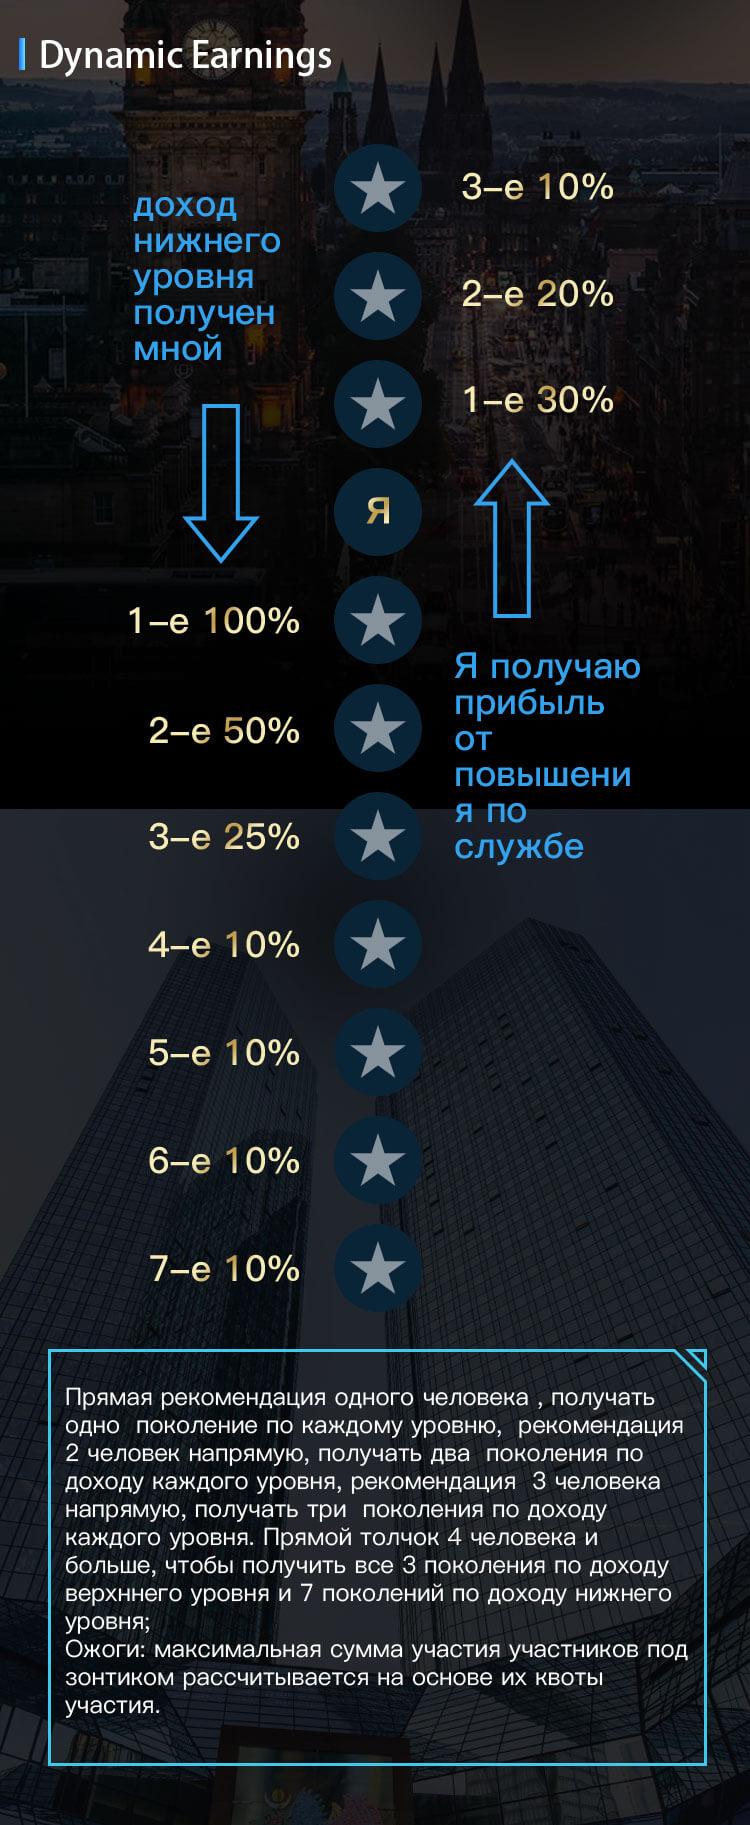 Dynamic Earnings
3–е 10%
доход
нижнего
уровня
получен
мной
2–е 20%
1–е 30%
Я
1–е 100%
Я получаю
прибыль
от
повышени
я по
службе
2–е 50%
3–е 25%
4–е 10%
5–е 10%
6–е 10%
7–е 10%
Прямая рекомендация одного человека , получать
одно  поколение по каждому уровню,  рекомендация
2 человек напрямую, получать два  поколения по
доходу каждого уровня, рекомендация  3 человека
напрямую, получать три  поколения по доходу
каждого уровня. Прямой толчок 4 человека и
больше, чтобы получить все 3 поколения по доходу
верхннего уровня и 7 поколений по доходу нижнего
уровня;
Ожоги: максимальная сумма участия участников под
зонтиком рассчитывается на основе их квоты
участия.